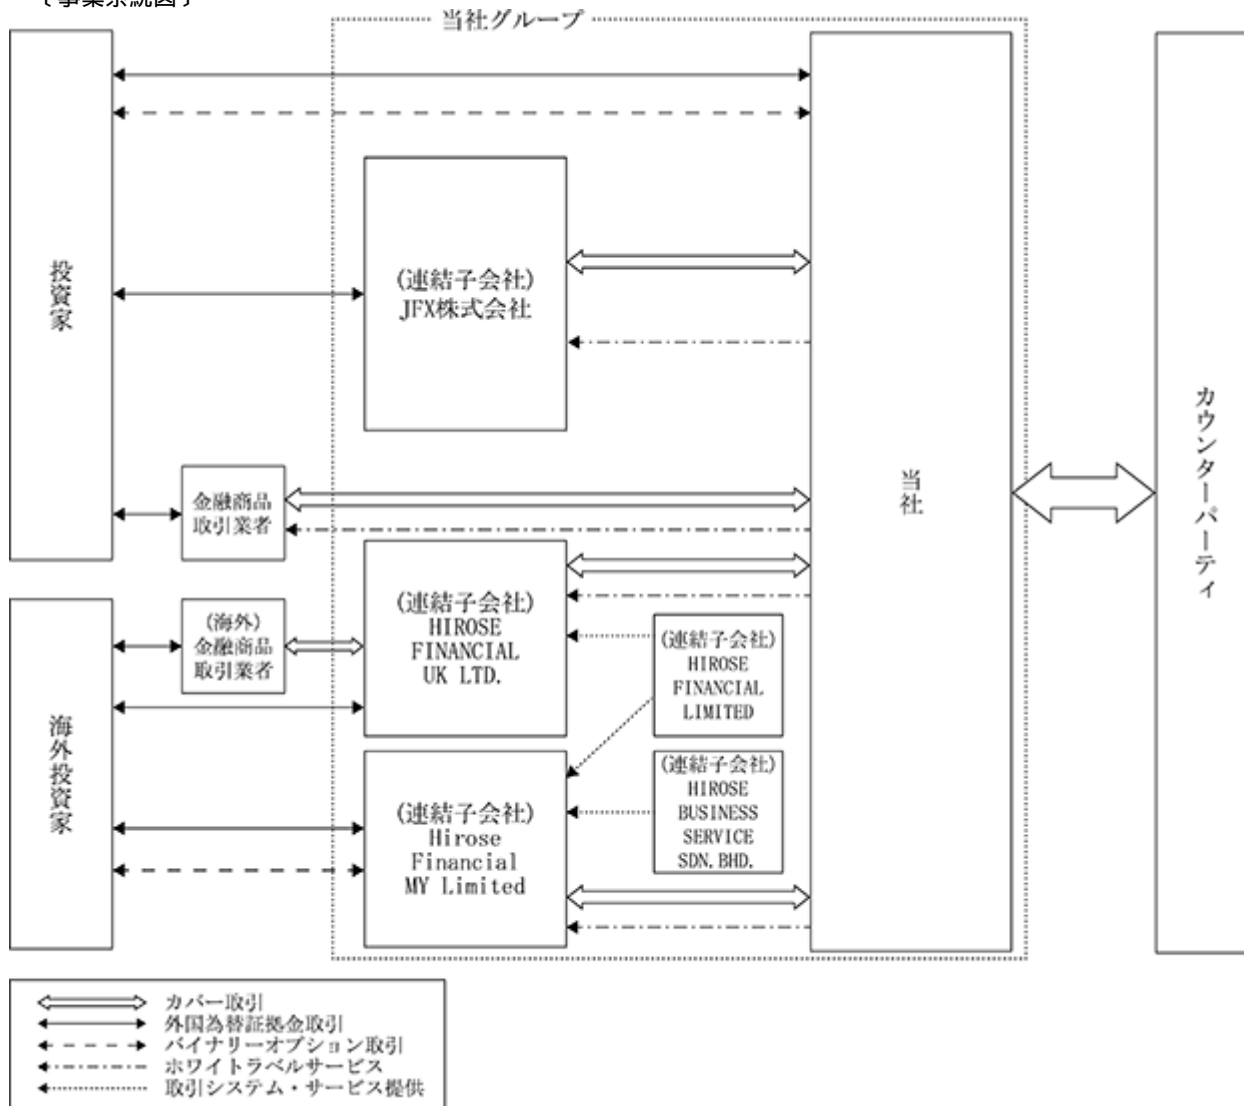 〔事業系統図〕
当社グループ
投資家
(連結子会社)
JFX株式会社
当社
カウンターパーティ
金融商品
取引業者
(連結子会社)
HIROSE
FINANCIAL
UK LTD.
(海外)
金融商品
取引業者
(連結子会社)
HIROSE
FINANCIAL
LIMITED
海外投資家
(連結子会社)
Hirose
Financial
MY Limited
(連結子会社)
HIROSE
BUSINESS
SERVICE
SDN.BHD.
カバー取引
外国為替証拠金取引
バイナリーオプション取引
ホワイトラベルサービス
取引システム・サービス提供